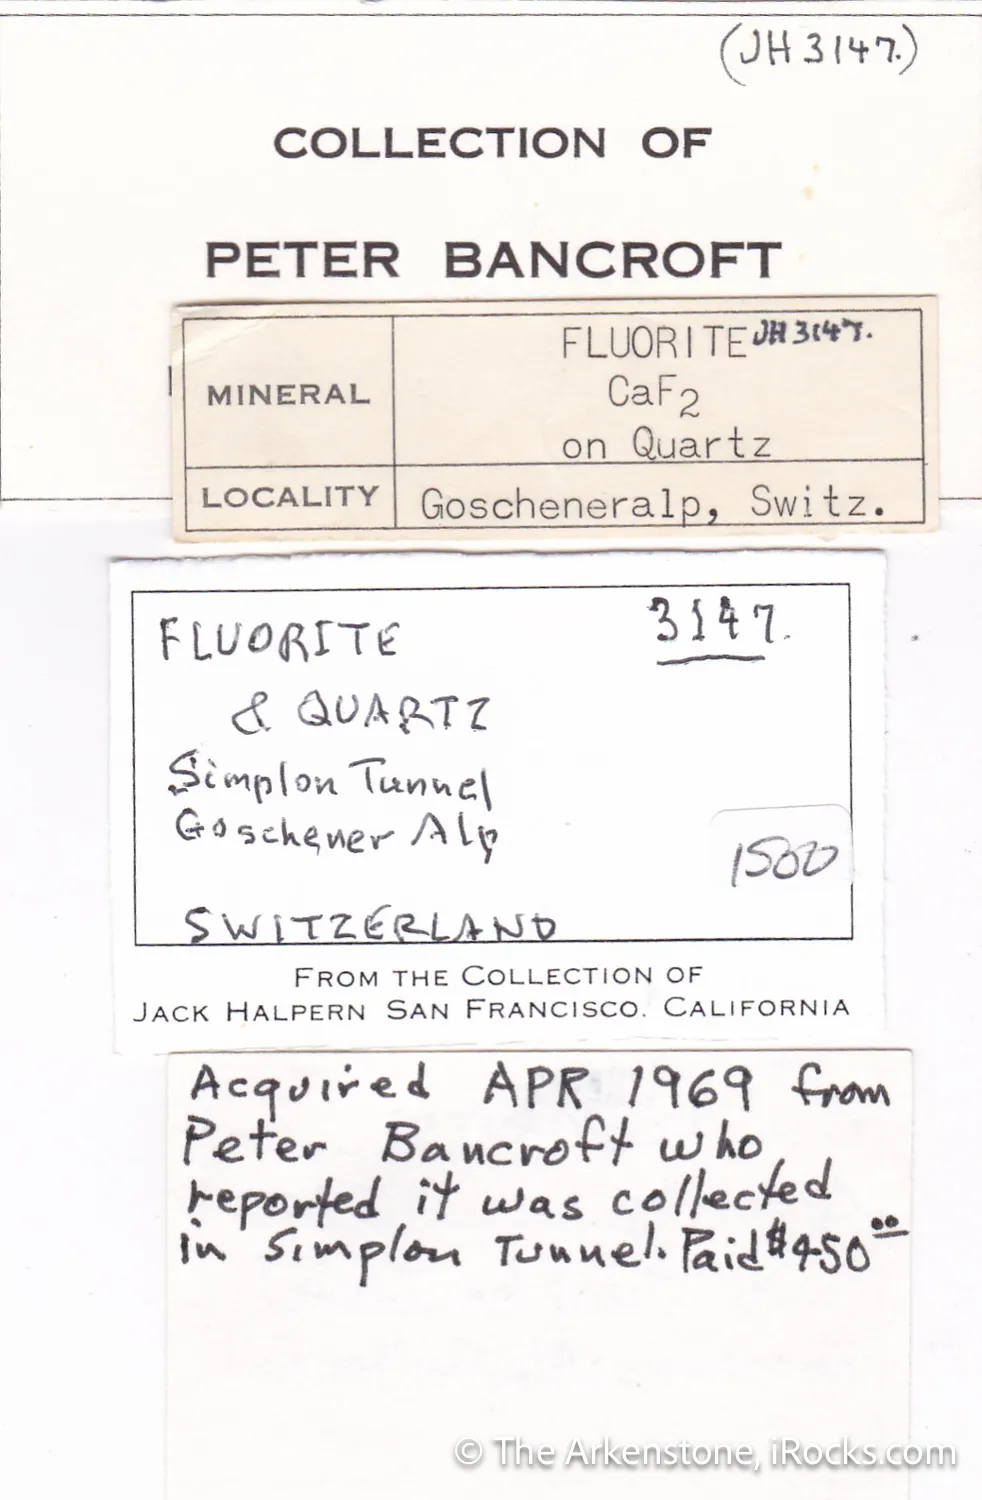 (JH 3147.)
COLLECTION OF
PETER BANCROFT
FLUORITE JH 3147.
MINERAL
CaF2
on Quartz
LOCALITY
Goscheneralp, Switz.
FLUORITE
3147.
& QUARTZ
Simplon Tunnel
Goschener Alp
1500
SWITZERLAND
FROM THE COLLECTION OF
JACK HALPERN SAN FRANCISCO, CALIFORNIA
Acquired APR 1969 from
Peter Bancroft who
reported it was collected
in Simplon Tunnel. Paid $450.00
© The Arkenstone, iRocks.com